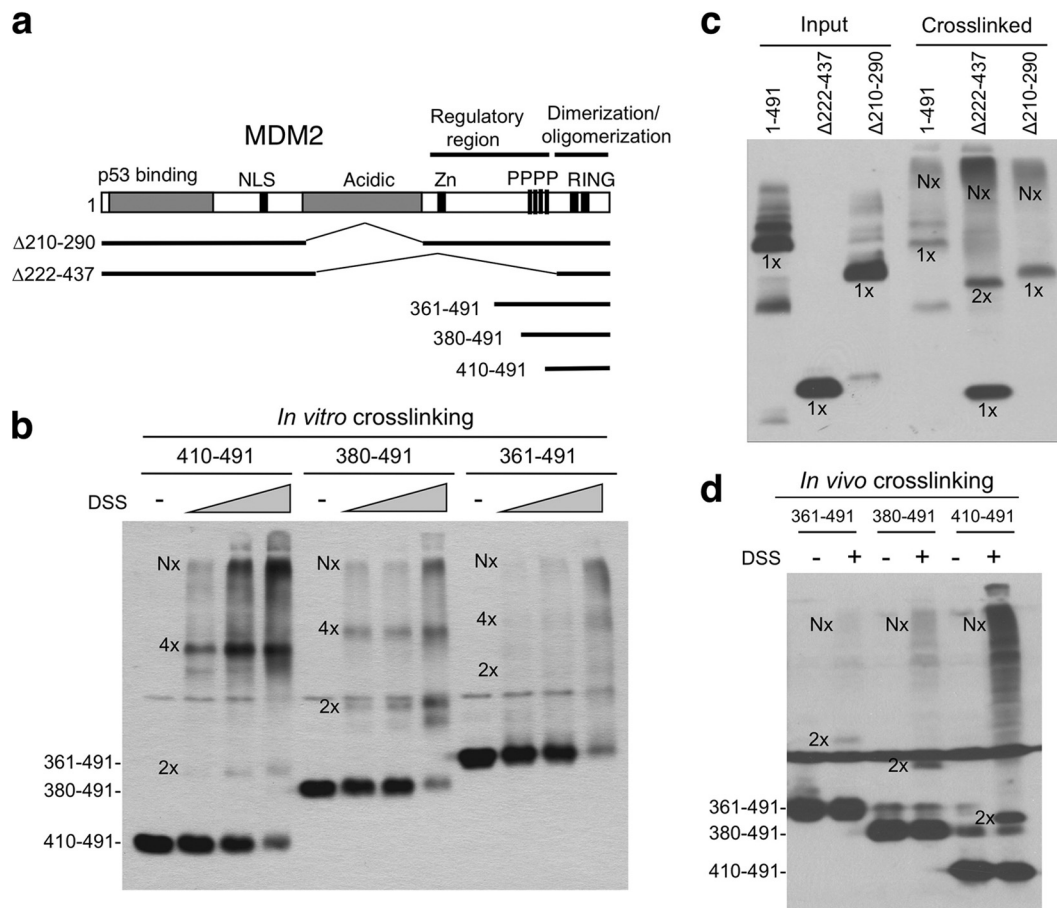 a
MDM2
Regulatory
region
Dimerization/
oligomerization
p53 binding
NLS
Acidic
Zn
PPPP
RING
1
Δ210-290
Δ222-437
361-491
380-491
410-491
b
In vitro crosslinking
410-491 380-491 361-491
DSS - - -
Nx Nx Nx
4x 4x 4x
2x 2x 2x
361-491-
380-491-
410-491-
c
Input Crosslinked
1-491 Δ222-437 Δ210-290 1-491 Δ222-437 Δ210-290
Nx Nx Nx
1x 1x 1x 2x 1x
1x 1x
d
In vivo crosslinking
361-491 380-491 410-491
DSS - + - + - +
Nx Nx Nx
2x 2x 2x
361-491-
380-491-
410-491-